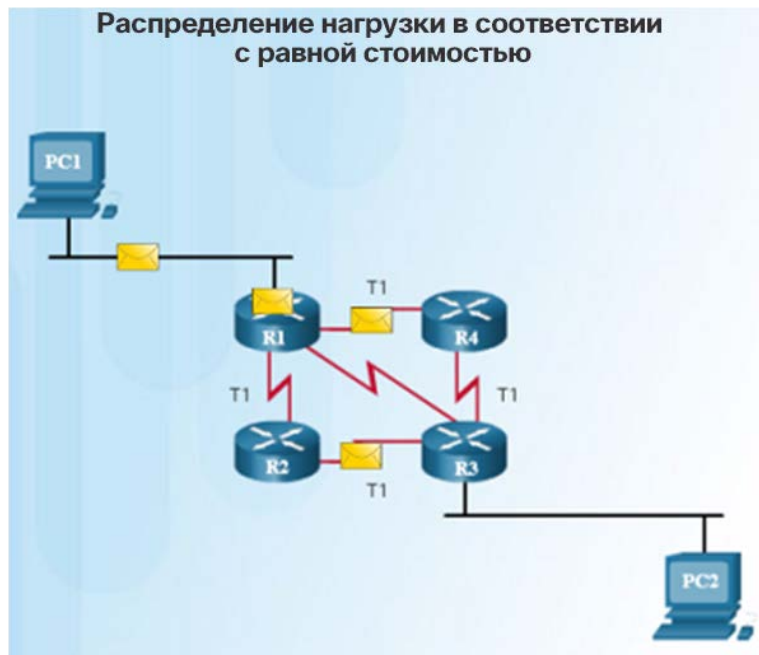 Распределение нагрузки в соответствии
с равной стоимостью
PC1
T1
R1
R4
T1
T1
R2
R3
T1
PC2